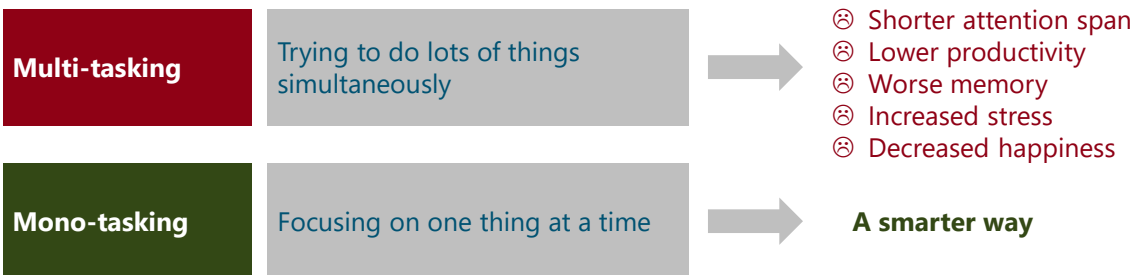 Multi-tasking
Trying to do lots of things
simultaneously
☹ Shorter attention span
☹ Lower productivity
☹ Worse memory
☹ Increased stress
☹ Decreased happiness
Mono-tasking
Focusing on one thing at a time
A smarter way